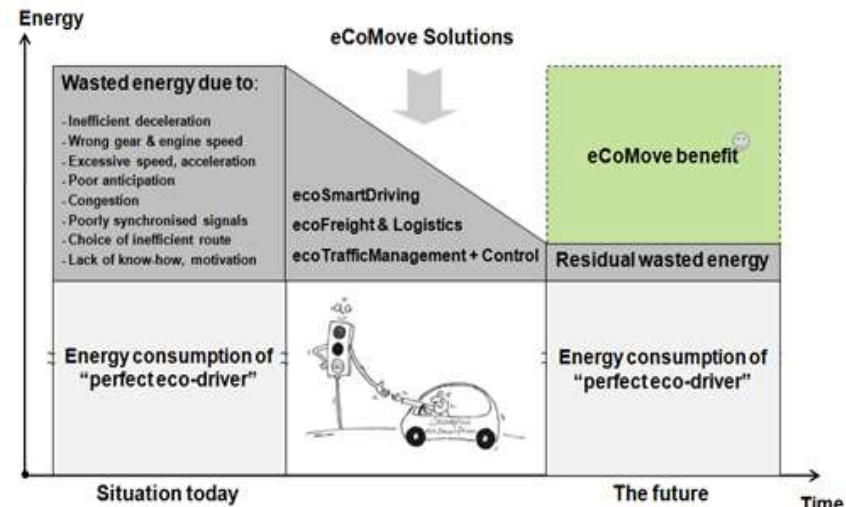 Energy
eCoMove Solutions
Wasted energy due to:
- Inefficient deceleration
- Wrong gear & engine speed
- Excessive speed, acceleration
- Poor anticipation
- Congestion
- Poorly synchronised signals
- Choice of inefficient route
- Lack of know-how, motivation
ecoSmartDriving
ecoFreight & Logistics
ecoTrafficManagement + Control
eCoMove benefit
Residual wasted energy
Energy consumption of
“perfect eco-driver”
Energy consumption of
“perfect eco-driver”
Situation today
The future
Time